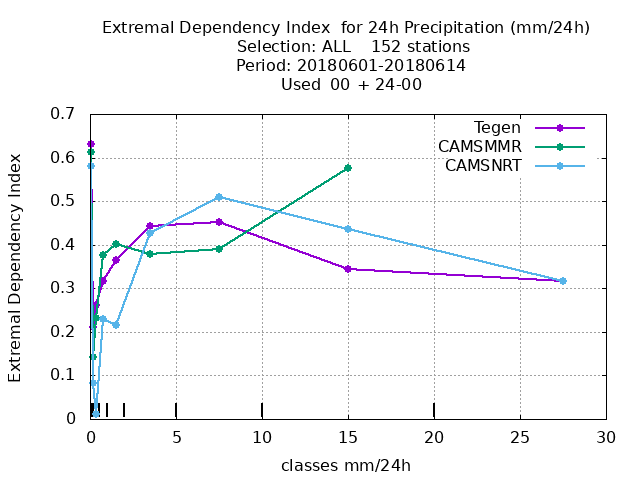 Extremal Dependency Index  for 24h Precipitation (mm/24h)
Selection: ALL    152 stations
Period: 20180601-20180614
Used  00 + 24-00
Extremal Dependency Index
0.7
0.6
0.5
0.4
0.3
0.2
0.1
0
Tegen
CAMSMMR
CAMSNRT
0 5 10 15 20 25 30
classes mm/24h